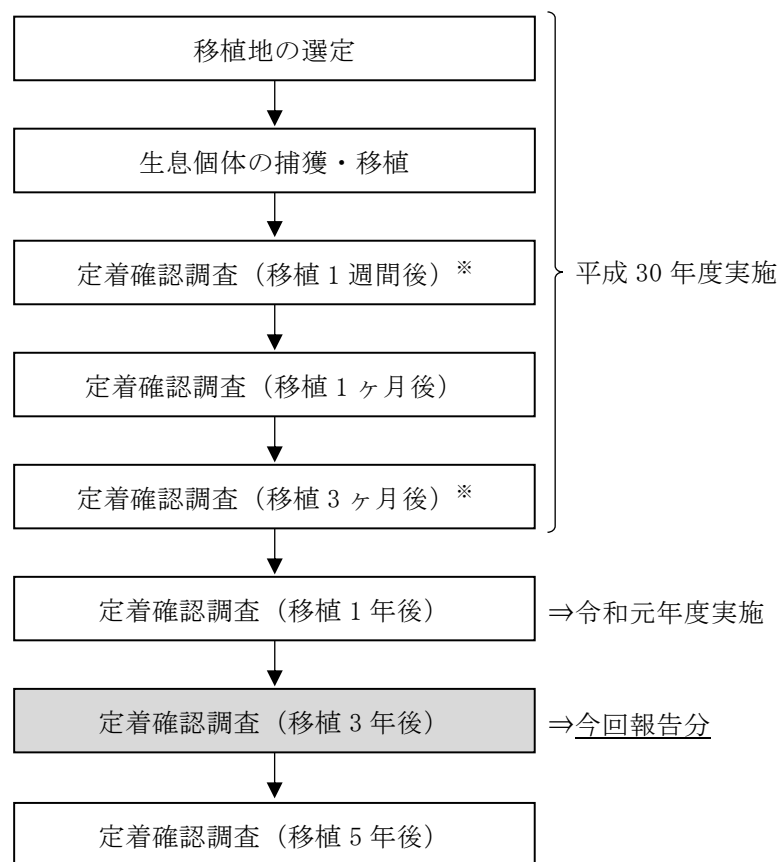 移植地の選定
生息個体の捕獲・移植
定着確認調査（移植 1 週間後）※
平成 30 年度実施
定着確認調査（移植 1 ヶ月後）
定着確認調査（移植 3 ヶ月後）※
定着確認調査（移植 1 年後）
⇒令和元年度実施
定着確認調査（移植 3 年後）
⇒今回報告分
定着確認調査（移植 5 年後）